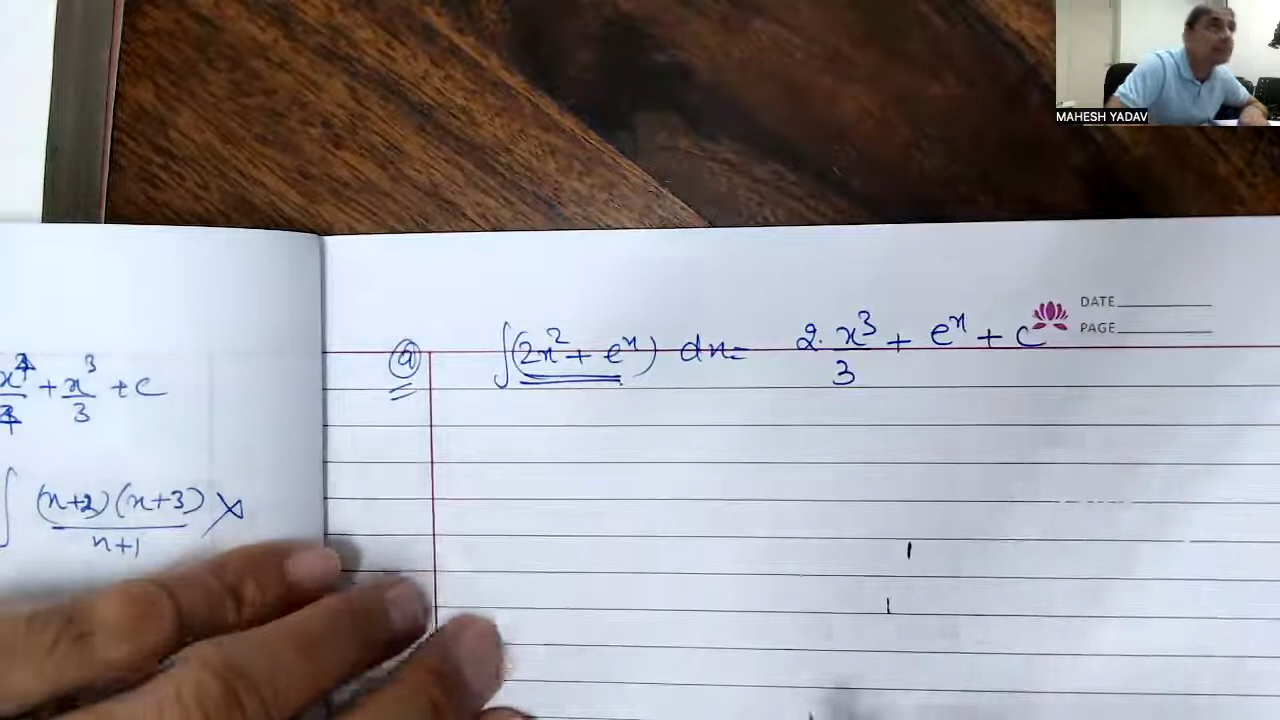 MAHESH YADAV
DATE
PAGE
ⓐ ∫(2x² + eˣ) dx = 2·x³/3 + eˣ + c
x⁴/4 + x³/3 + c
∫ (x+2)(x+3)/x+1